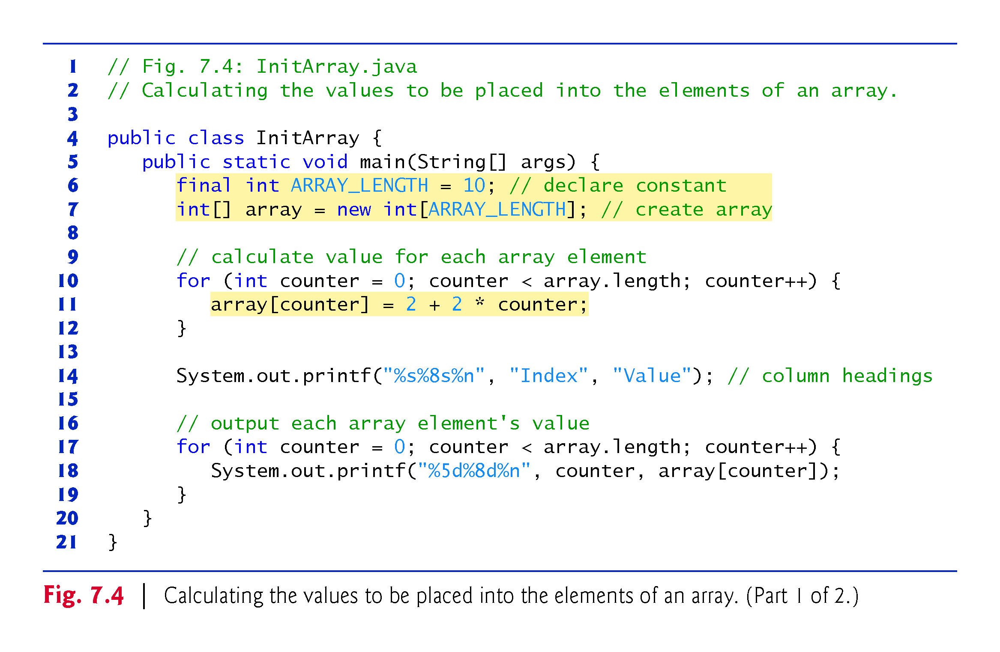 1 // Fig. 7.4: InitArray.java
2 // Calculating the values to be placed into the elements of an array.
3
4 public class InitArray {
5    public static void main(String[] args) {
6       final int ARRAY_LENGTH = 10; // declare constant
7       int[] array = new int[ARRAY_LENGTH]; // create array
8
9       // calculate value for each array element
10       for (int counter = 0; counter < array.length; counter++) {
11          array[counter] = 2 + 2 * counter;
12       }
13
14       System.out.printf("%s%8s%n", "Index", "Value"); // column headings
15
16       // output each array element's value
17       for (int counter = 0; counter < array.length; counter++) {
18          System.out.printf("%5d%8d%n", counter, array[counter]);
19       }
20    }
21 }
Fig. 7.4 | Calculating the values to be placed into the elements of an array. (Part 1 of 2.)